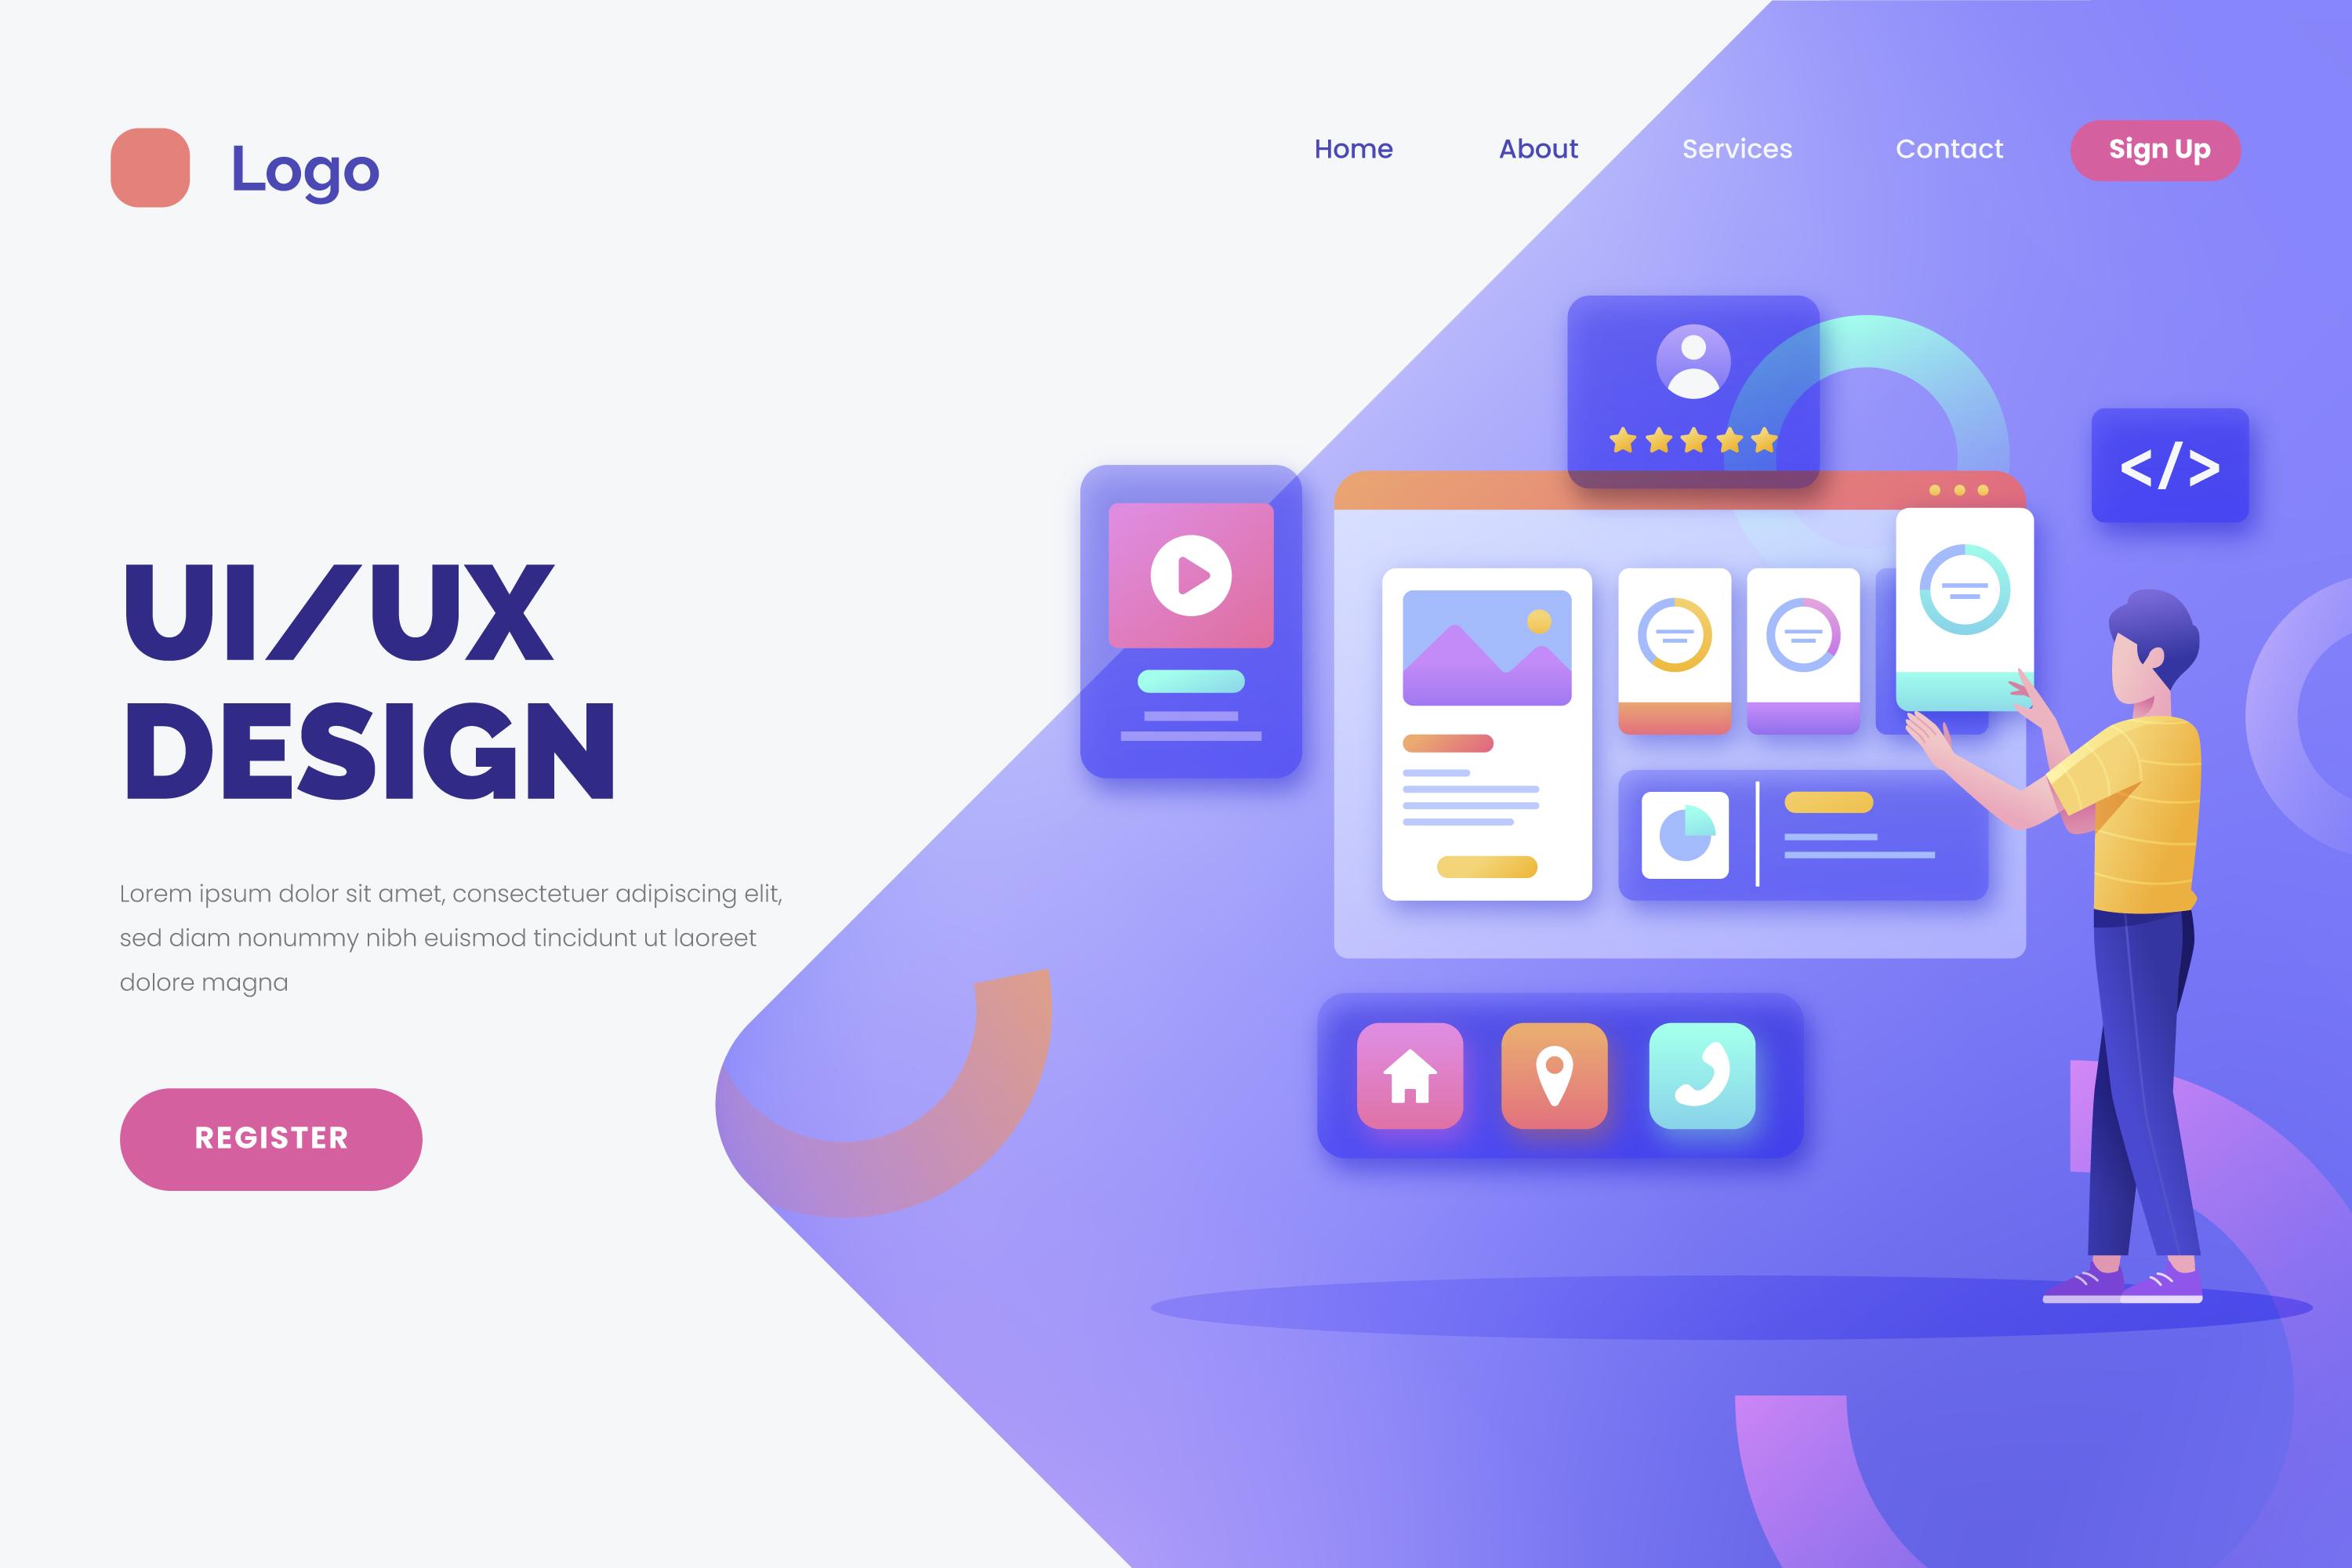 Logo
Home
About
Services
Contact
Sign Up
UI/UX
DESIGN
Lorem ipsum dolor sit amet, consectetuer adipiscing elit,
sed diam nonummy nibh euismod tincidunt ut laoreet
dolore magna
REGISTER
</>